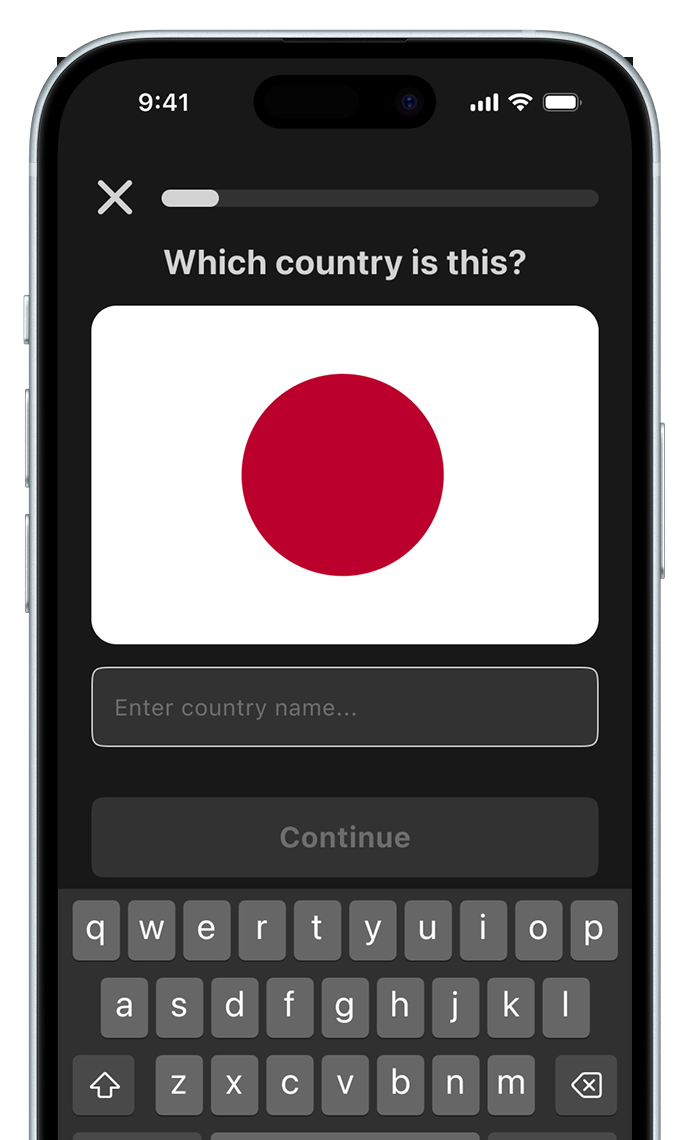 9:41
Which country is this?
Enter country name...
Continue
q w e r t y u i o p
a s d f g h j k l
z x c v b n m